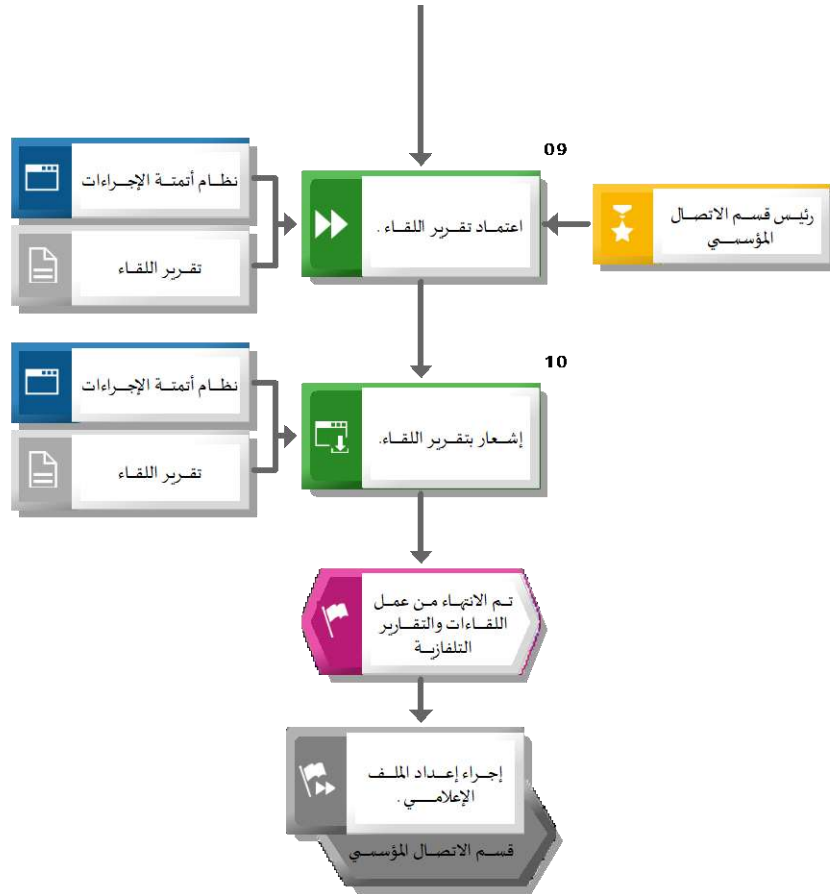 09
نظام أتمتة الإجراءات
تقرير اللقاء
اعتماد تقرير اللقاء .
رئيس قسم الاتصال
المؤسسي
10
نظام أتمتة الإجراءات
تقرير اللقاء
إشعار بتقرير اللقاء.
تم الانتهاء من عمل
اللقاءات والتقارير
التلفازية
إجراء إعداد الملف
الإعلامي .
قسم الاتصال المؤسسي